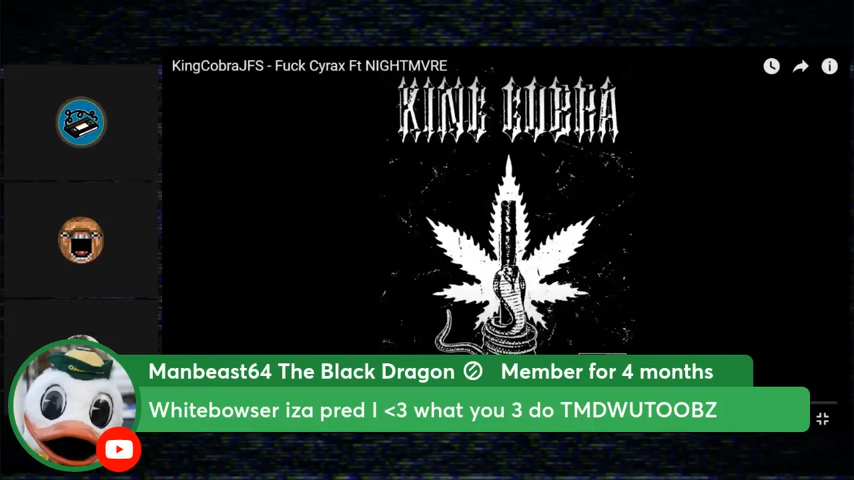 KingCobraJFS - Fuck Cyrax Ft NIGHTMVRE
KING COBRA
Manbeast64 The Black Dragon Member for 4 months
Whitebowser iza pred I <3 what you 3 do TMDWUTOOBZ